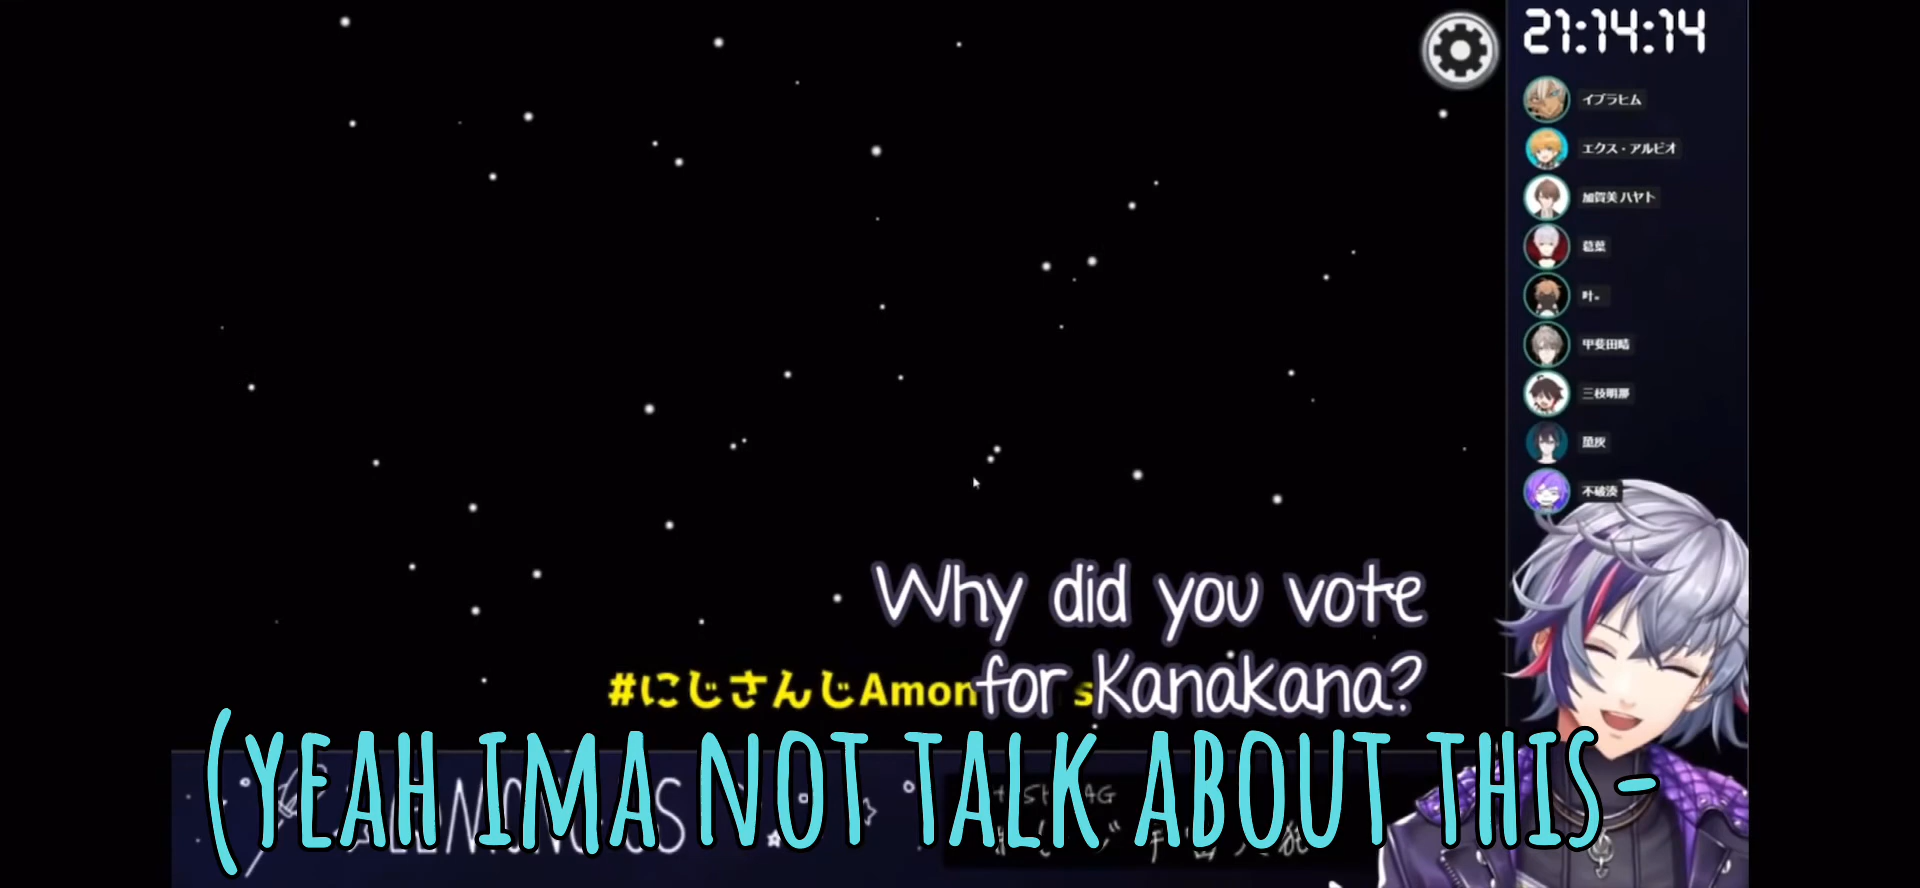 21:14:14
イブラヒム
エクス・アルビオ
加賀美 ハヤト
葛葉
叶。
甲斐田晴
三枝明那
不破湊
Why did you vote
for Kanakana?
#にじさんじAmon s
(YEAH IMA NOT TALK ABOUT THIS-